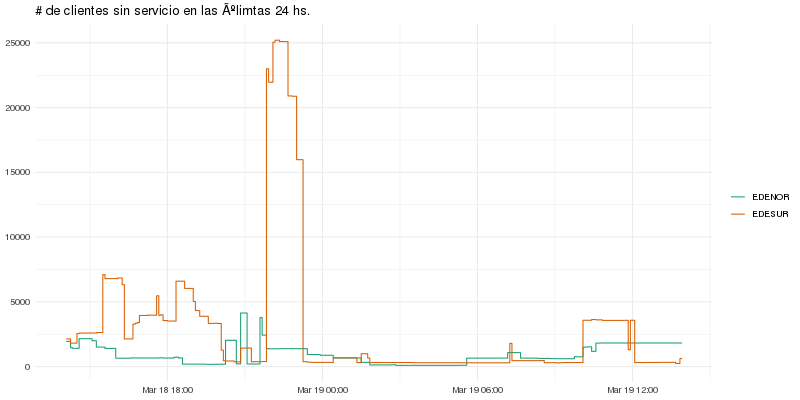 # de clientes sin servicio en las Ãºlimtas 24 hs.
25000
20000
15000
10000
5000
0
Mar 18 18:00
Mar 19 00:00
Mar 19 06:00
Mar 19 12:00
EDENOR
EDESUR